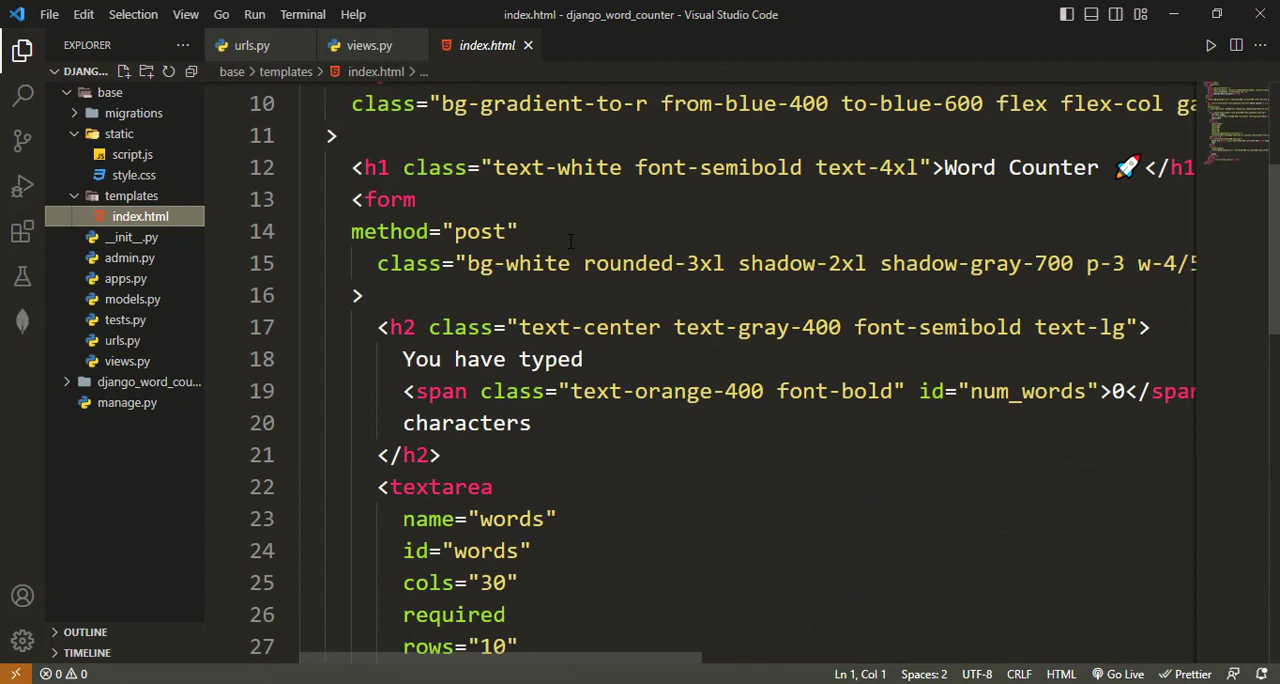 File Edit Selection View Go Run Terminal Help index.html - django_word_counter - Visual Studio Code
EXPLORER
urls.py views.py index.html
DJANG...
base > templates > index.html > ...
base
migrations
static
script.js
style.css
templates
index.html
__init__.py
admin.py
apps.py
models.py
tests.py
urls.py
views.py
django_word_cou...
manage.py
OUTLINE
TIMELINE
10 class="bg-gradient-to-r from-blue-400 to-blue-600 flex flex-col ga
11 >
12 <h1 class="text-white font-semibold text-4xl">Word Counter 🚀</h1
13 <form
14 method="post"
15 class="bg-white rounded-3xl shadow-2xl shadow-gray-700 p-3 w-4/5
16 >
17 <h2 class="text-center text-gray-400 font-semibold text-lg">
18 You have typed
19 <span class="text-orange-400 font-bold" id="num_words">0</span
20 characters
21 </h2>
22 <textarea
23 name="words"
24 id="words"
25 cols="30"
26 required
27 rows="10"
0 0 Ln 1, Col 1 Spaces: 2 UTF-8 CRLF HTML Go Live Prettier